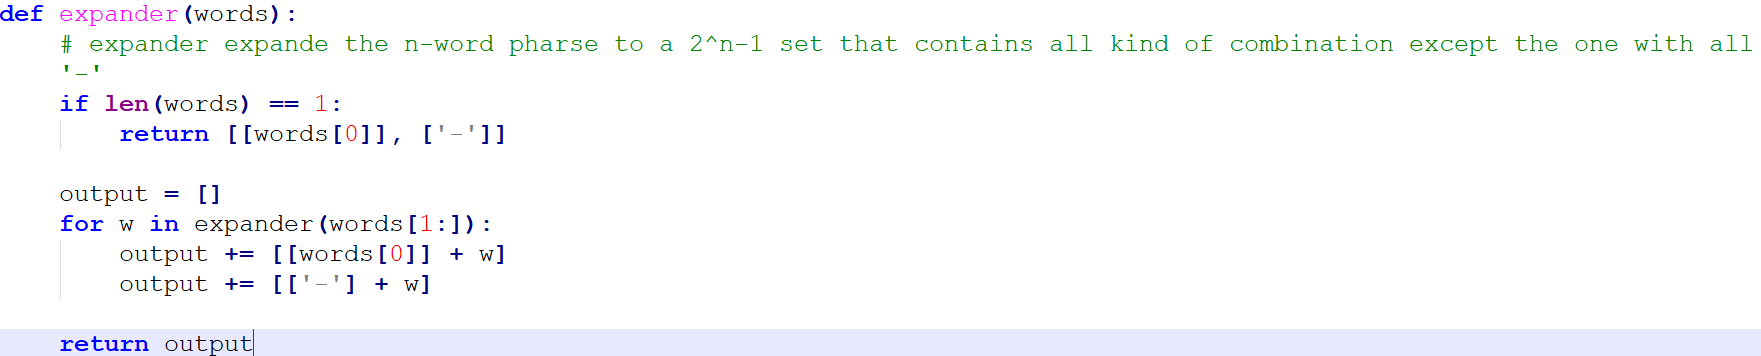 def expander(words):
    # expander expande the n-word pharse to a 2^n-1 set that contains all kind of combination except the one with all
    '-'
    if len(words) == 1:
        return [[words[0]], ['-']]

    output = []
    for w in expander(words[1:]):
        output += [[words[0]] + w]
        output += [['-'] + w]

    return output